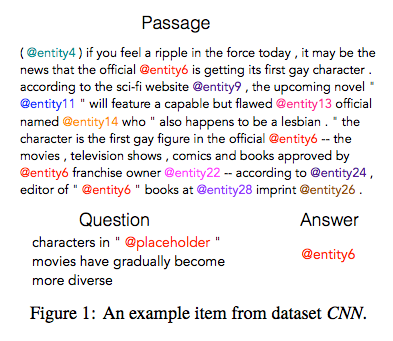 Passage
( @entity4 ) if you feel a ripple in the force today , it may be the
news that the official @entity6 is getting its first gay character .
according to the sci-fi website @entity9 , the upcoming novel "
@entity11 " will feature a capable but flawed @entity13 official
named @entity14 who " also happens to be a lesbian . " the
character is the first gay figure in the official @entity6 -- the
movies , television shows , comics and books approved by
@entity6 franchise owner @entity22 -- according to @entity24 ,
editor of " @entity6 " books at @entity28 imprint @entity26 .
Question
characters in " @placeholder "
movies have gradually become
more diverse
Answer
@entity6
Figure 1: An example item from dataset CNN.